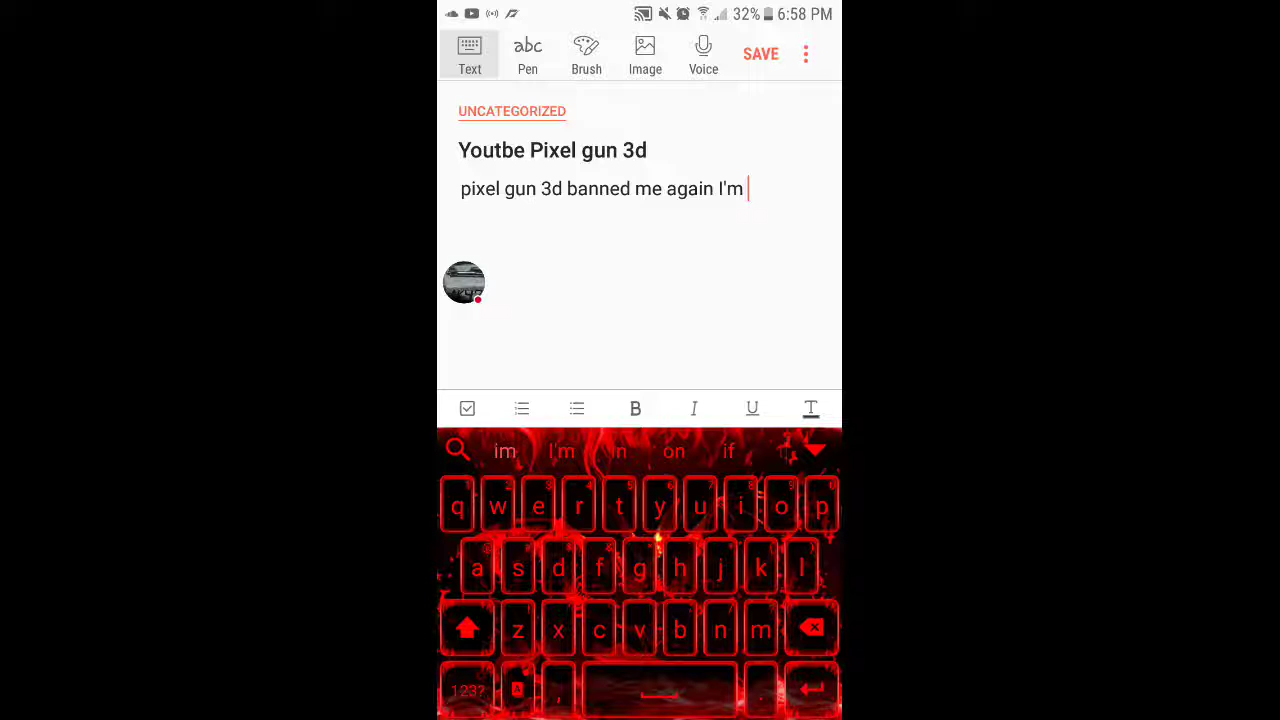 32% 6:58 PM
Text Pen Brush Image Voice SAVE
UNCATEGORIZED
Youtbe Pixel gun 3d
pixel gun 3d banned me again I'm
B I U T
im I'm in on if
q w e r t y u i o p
a s d f g h j k l
z x c v b n m
123? , .